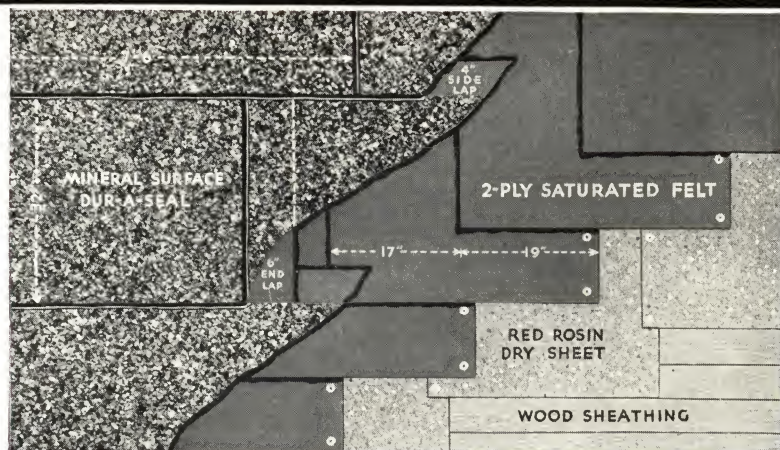 4"
SIDE
LAP
MINERAL SURFACE
DUR-A-SEAL
32"
2-PLY SATURATED FELT
17"
19"
6"
END
LAP
RED ROSIN
DRY SHEET
WOOD SHEATHING